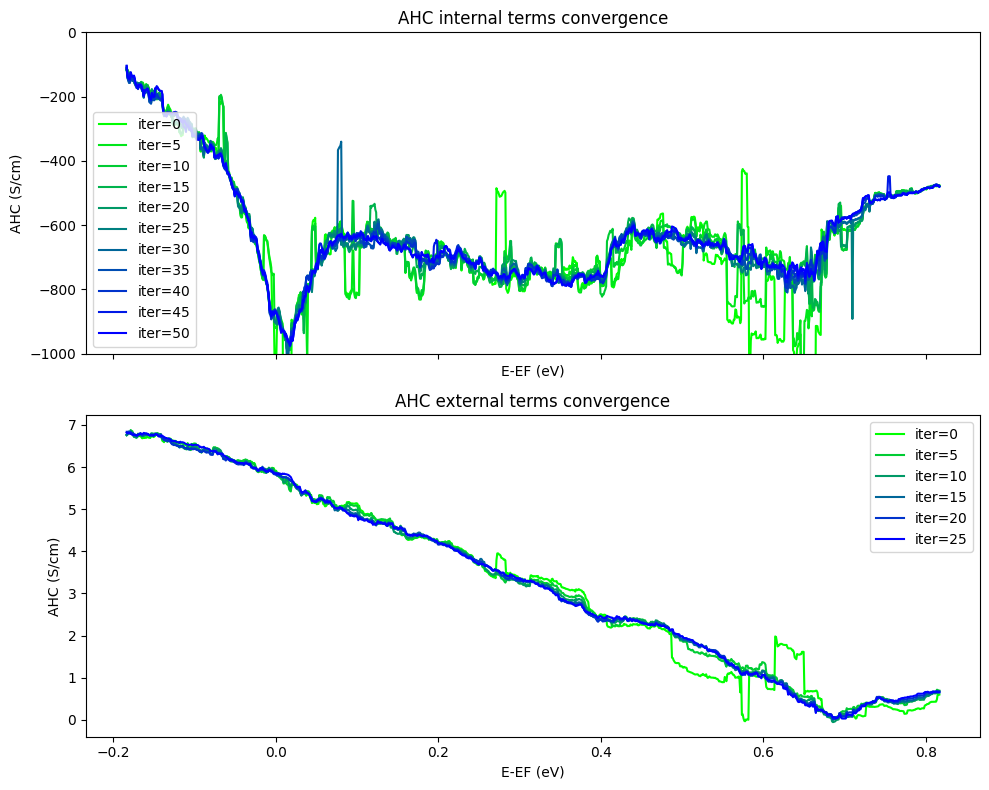 AHC internal terms convergence
0
−200
−400
−600
−800
−1000
AHC (S/cm)
iter=0
iter=5
iter=10
iter=15
iter=20
iter=25
iter=30
iter=35
iter=40
iter=45
iter=50
E-EF (eV)
AHC external terms convergence
7
6
5
4
3
2
1
0
AHC (S/cm)
iter=0
iter=5
iter=10
iter=15
iter=20
iter=25
−0.2
0.0
0.2
0.4
0.6
0.8
E-EF (eV)